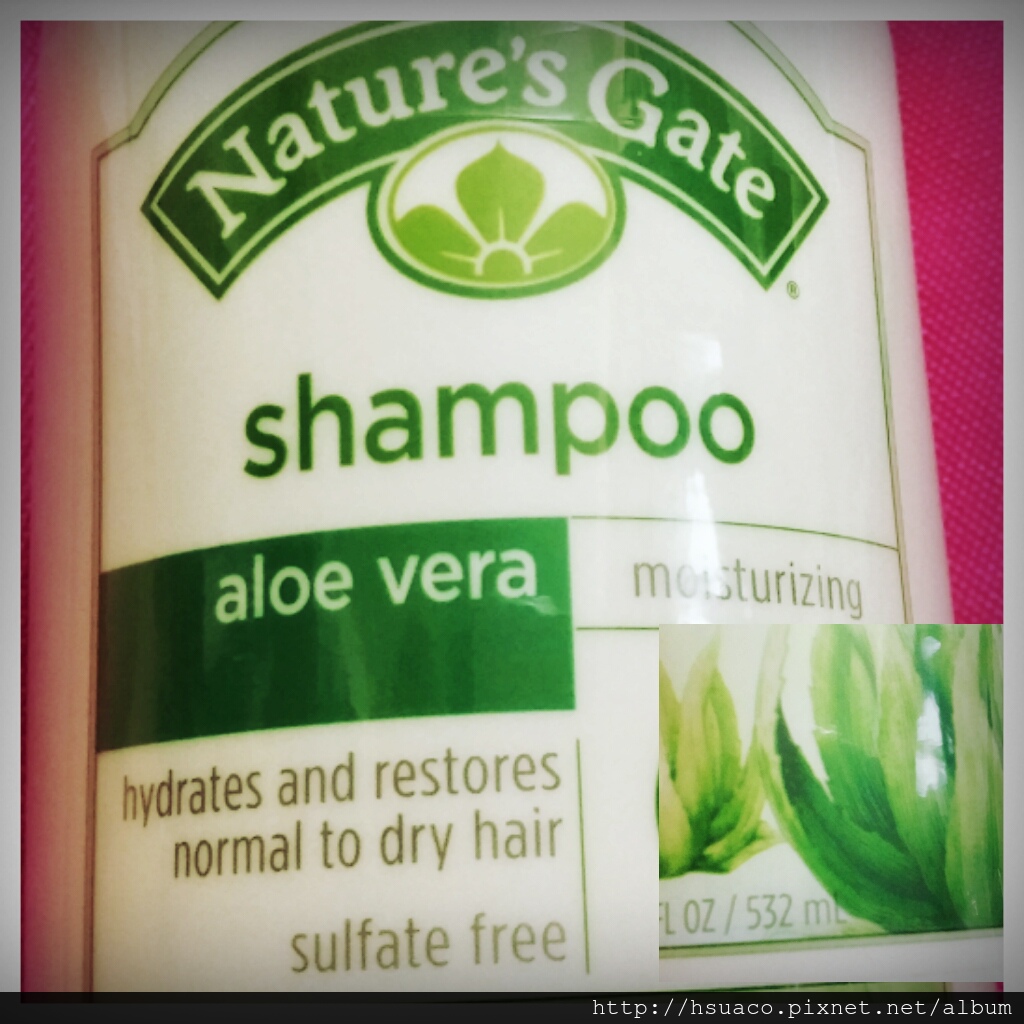 Nature's Gate
®
shampoo
aloe vera
moisturizing
hydrates and restores
normal to dry hair
sulfate free
FL OZ / 532 mL
http://hsuaco.pixnet.net/album